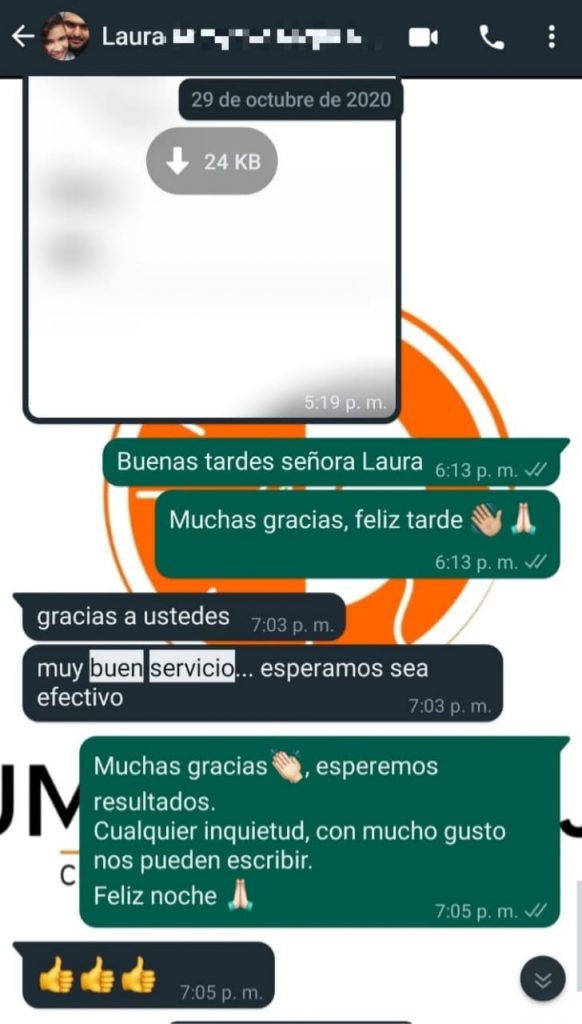 Laura
29 de octubre de 2020
24 KB
5:19 p. m.
Buenas tardes señora Laura 6:13 p. m.
Muchas gracias, feliz tarde 👋🏼🙏🏻
6:13 p. m.
gracias a ustedes 7:03 p. m.
muy buen servicio... esperamos sea
efectivo 7:03 p. m.
Muchas gracias👏🏻, esperemos
resultados.
Cualquier inquietud, con mucho gusto
nos pueden escribir.
Feliz noche 🙏🏻
7:05 p. m.
👍👍👍 7:05 p. m.